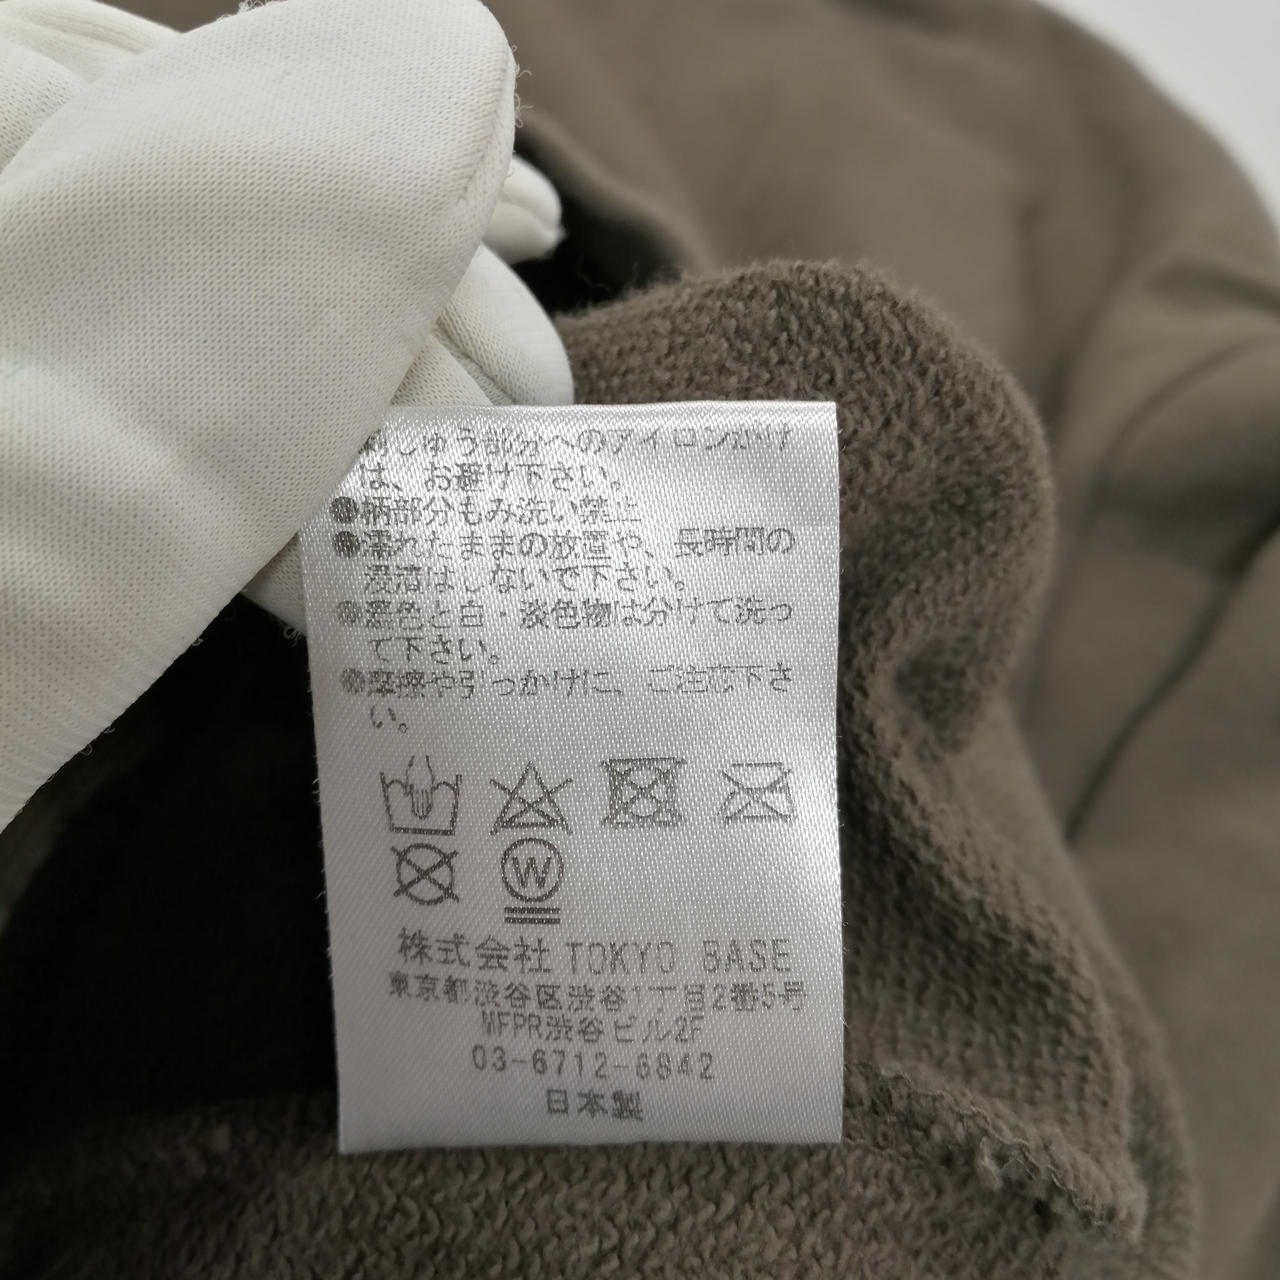 刺しゅう部分へのアイロンがけ
は、お避け下さい。
●柄部分もみ洗い禁止
●濡れたままの放置や、長時間の
浸漬はしないで下さい。
●濃色と白・淡色物は分けて洗っ
て下さい。
●摩擦や引っかけに、ご注意下さ
い。
W
株式会社 TOKYO BASE
東京都渋谷区渋谷1丁目2番5号
MFPR渋谷ビル2F
03-6712-6842
日本製